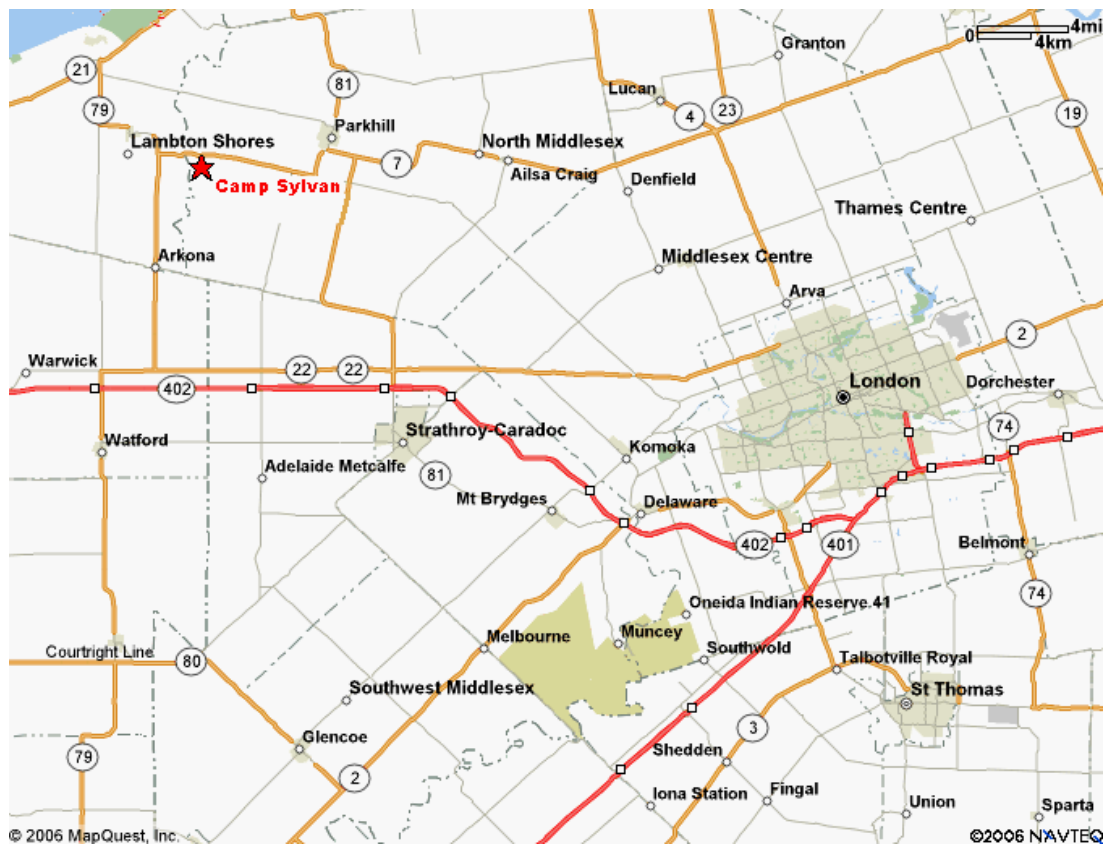 0
4mi
4km
Granton
21
81
Lucan
79
23
4
19
Parkhill
Lambton Shores
North Middlesex
7
Ailsa Craig
Camp Sylvan
Denfield
Thames Centre
Arkona
Middlesex Centre
Arva
2
Warwick
22
22
402
London
Dorchester
74
Strathroy-Caradoc
Watford
Komoka
Adelaide Metcalfe
81
Mt Brydges
Delaware
402
401
Belmont
74
Oneida Indian Reserve 41
Melbourne
Muncey
Courtright Line
80
Southwold
Talbotville Royal
Southwest Middlesex
St Thomas
Glencoe
3
Shedden
79
2
Iona Station
Fingal
Union
Sparta
© 2006 MapQuest, Inc.
©2006 NAVTEQ